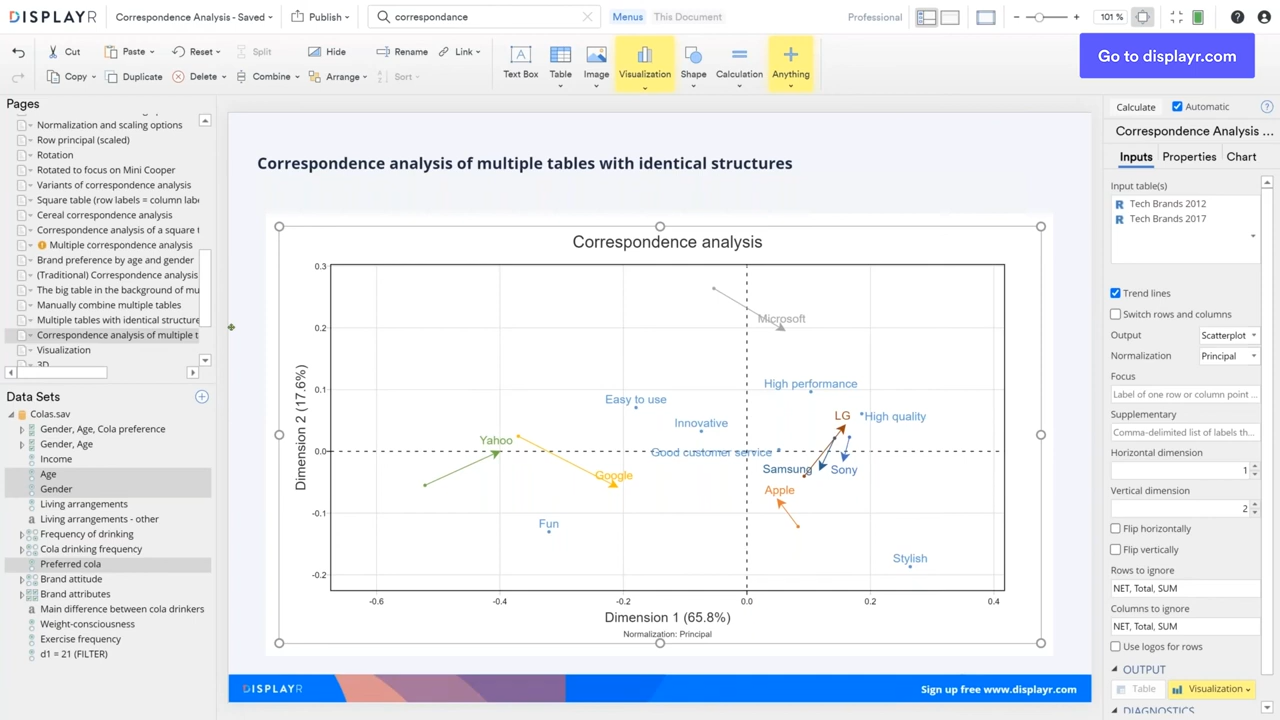 DISPLAYR
Correspondence Analysis - Saved
Publish
correspondance
Menus
This Document
Professional
101 %
Cut
Paste
Reset
Split
Hide
Rename
Link
Copy
Duplicate
Delete
Combine
Arrange
Sort
Text Box
Table
Image
Visualization
Shape
Calculation
Anything
Go to displayr.com
Pages
Normalization and scaling options
Row principal (scaled)
Rotation
Rotated to focus on Mini Cooper
Variants of correspondence analysis
Square table (row labels = column labe
Cereal correspondence analysis
Correspondence analysis of a square t
Multiple correspondence analysis
Brand preference by age and gender
(Traditional) Correspondence analysis
The big table in the background of mu
Manually combine multiple tables
Multiple tables with identical structure
Correspondence analysis of multiple t
Visualization
3D
Data Sets
Colas.sav
Gender, Age, Cola preference
Gender, Age
Income
Age
Gender
Living arrangements
Living arrangements - other
Frequency of drinking
Cola drinking frequency
Preferred cola
Brand attitude
Brand attributes
Main difference between cola drinkers
Weight-consciousness
Exercise frequency
d1 = 21 (FILTER)
Correspondence analysis of multiple tables with identical structures
Correspondence analysis
0.3
0.2
0.1
0.0
-0.1
-0.2
Dimension 2 (17.6%)
Microsoft
High performance
Easy to use
LG
High quality
Innovative
Yahoo
Good customer service
Samsung
Sony
Google
Apple
Fun
Stylish
-0.6
-0.4
-0.2
0.0
0.2
0.4
Dimension 1 (65.8%)
Normalization: Principal
DISPLAYR
Sign up free www.displayr.com
Calculate
Automatic
Correspondence Analysis ...
Inputs
Properties
Chart
Input table(s)
Tech Brands 2012
Tech Brands 2017
Trend lines
Switch rows and columns
Output
Scatterplot
Normalization
Principal
Focus
Label of one row or column point ...
Supplementary
Comma-delimited list of labels th...
Horizontal dimension
1
Vertical dimension
2
Flip horizontally
Flip vertically
Rows to ignore
NET, Total, SUM
Columns to ignore
NET, Total, SUM
Use logos for rows
OUTPUT
Table
Visualization
DIAGNOSTICS